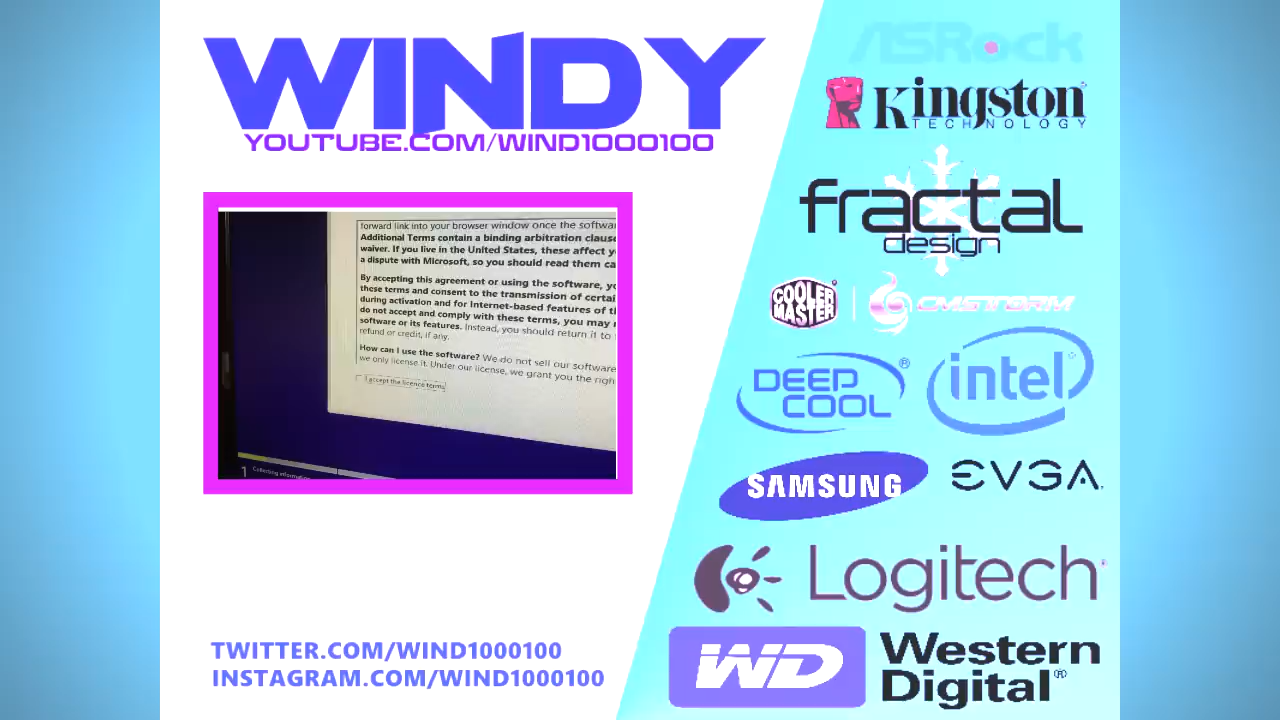 WINDY
YOUTUBE.COM/WIND1000100
forward link into your browser window once the softwa
Additional Terms contain a binding arbitration clause
waiver. If you live in the United States, these affect y
a dispute with Microsoft, so you should read them ca
By accepting this agreement or using the software, yo
these terms and consent to the transmission of certai
during activation and for Internet-based features of t
do not accept and comply with these terms, you may
software or its features. Instead, you should return it to
refund or credit, if any.
How can I use the software? We do not sell our software
we only license it. Under our license, we grant you the righ
I accept the licence terms
1 Collecting information
TWITTER.COM/WIND1000100
INSTAGRAM.COM/WIND1000100
ASRock
Kingston
TECHNOLOGY
fractal
design
COOLER
MASTER
CMSTORM
DEEP
COOL
intel
SAMSUNG
EVGA
Logitech
WD
Western
Digital